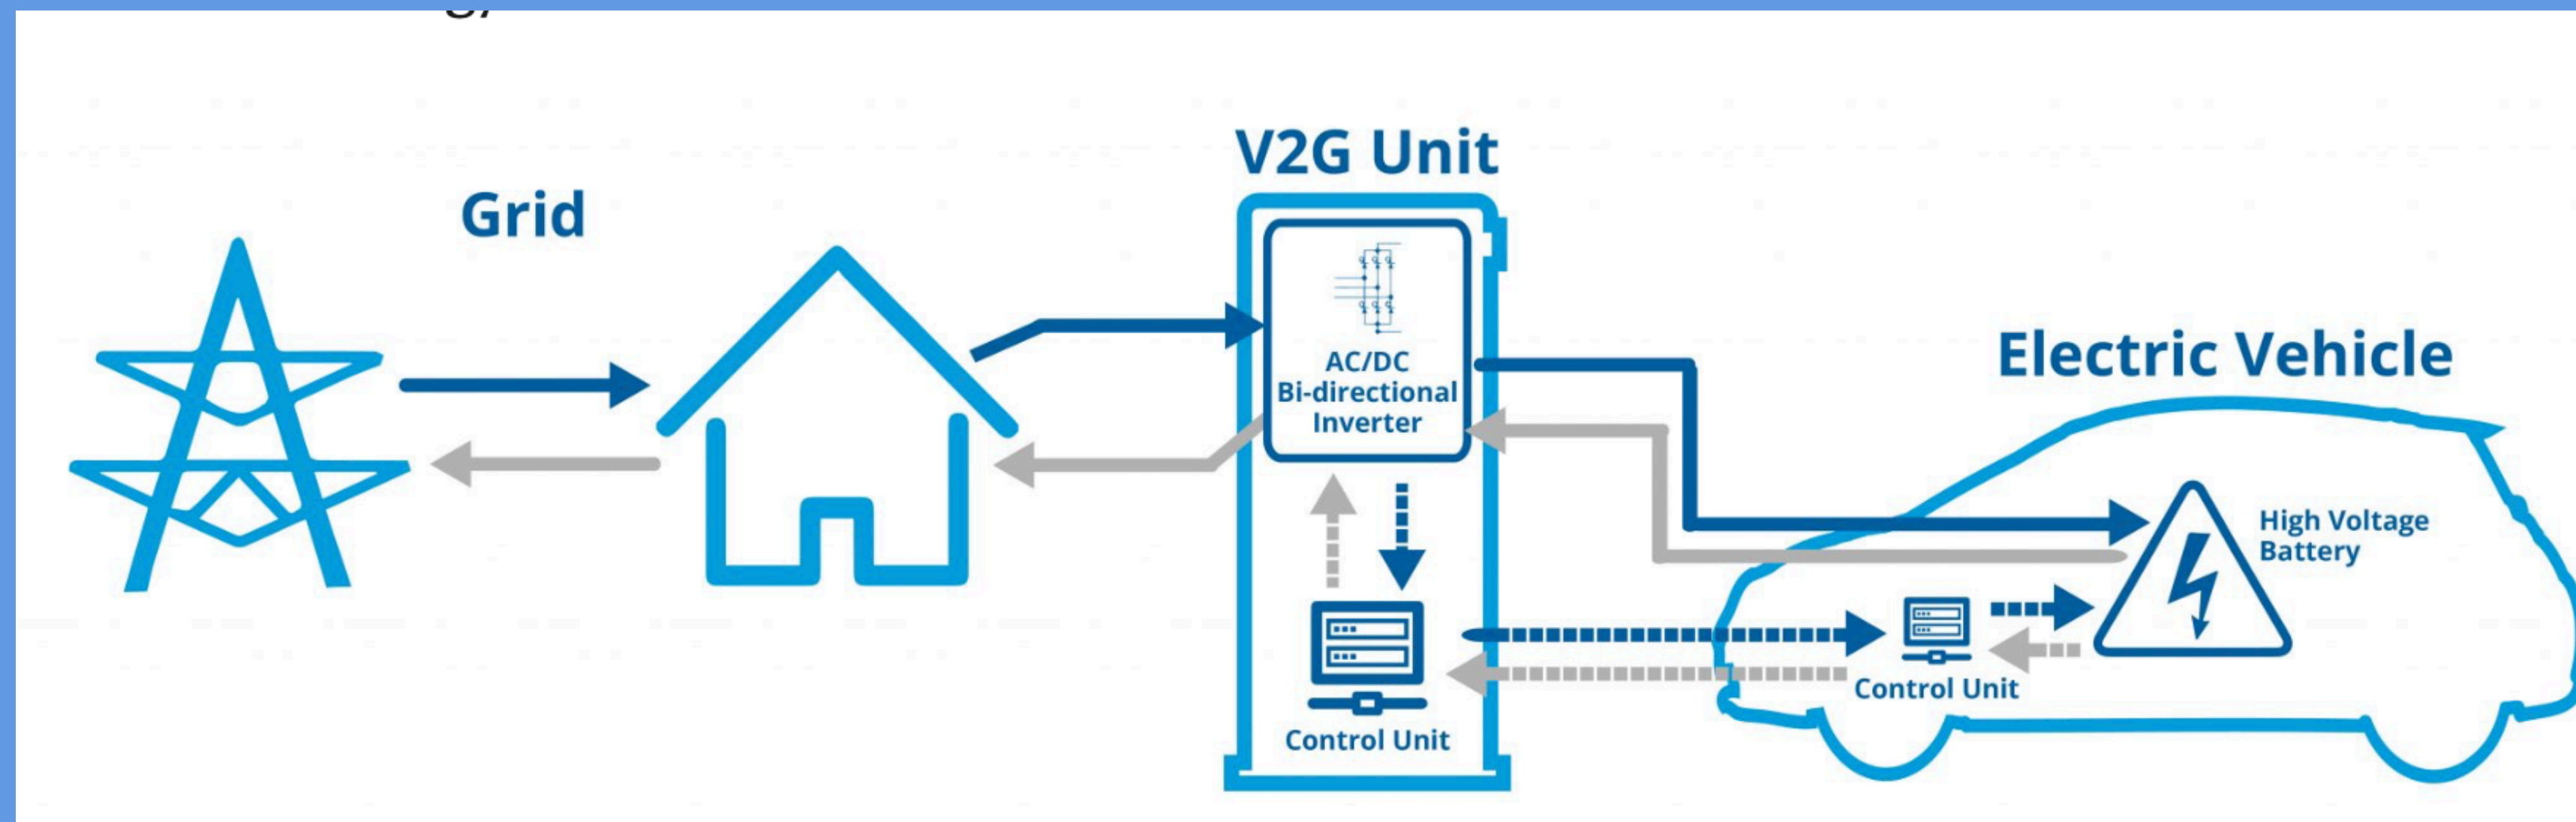 Grid
V2G Unit
AC/DC
Bi-directional
Inverter
Control Unit
Electric Vehicle
High Voltage
Battery
Control Unit